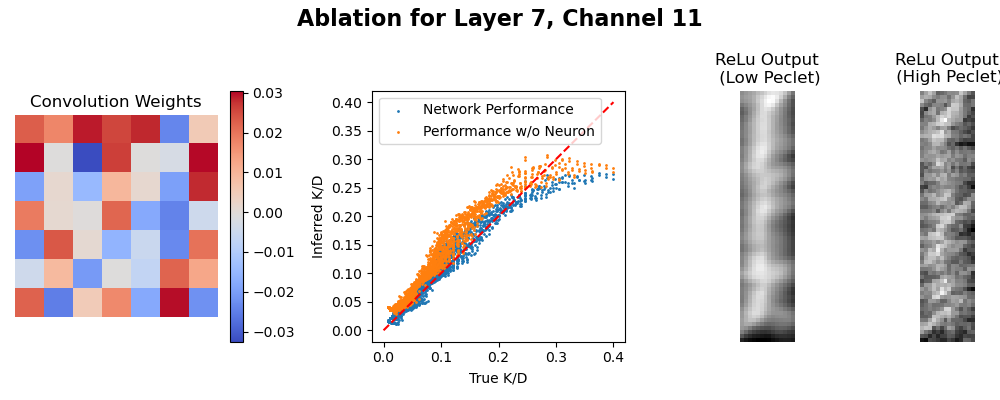 Ablation for Layer 7, Channel 11
Convolution Weights
0.03
0.02
0.01
0.00
−0.01
−0.02
−0.03
Inferred K/D
0.40
0.35
0.30
0.25
0.20
0.15
0.10
0.05
0.00
Network Performance
Performance w/o Neuron
0.0 0.1 0.2 0.3 0.4
True K/D
ReLu Output
(Low Peclet)
ReLu Output
(High Peclet)